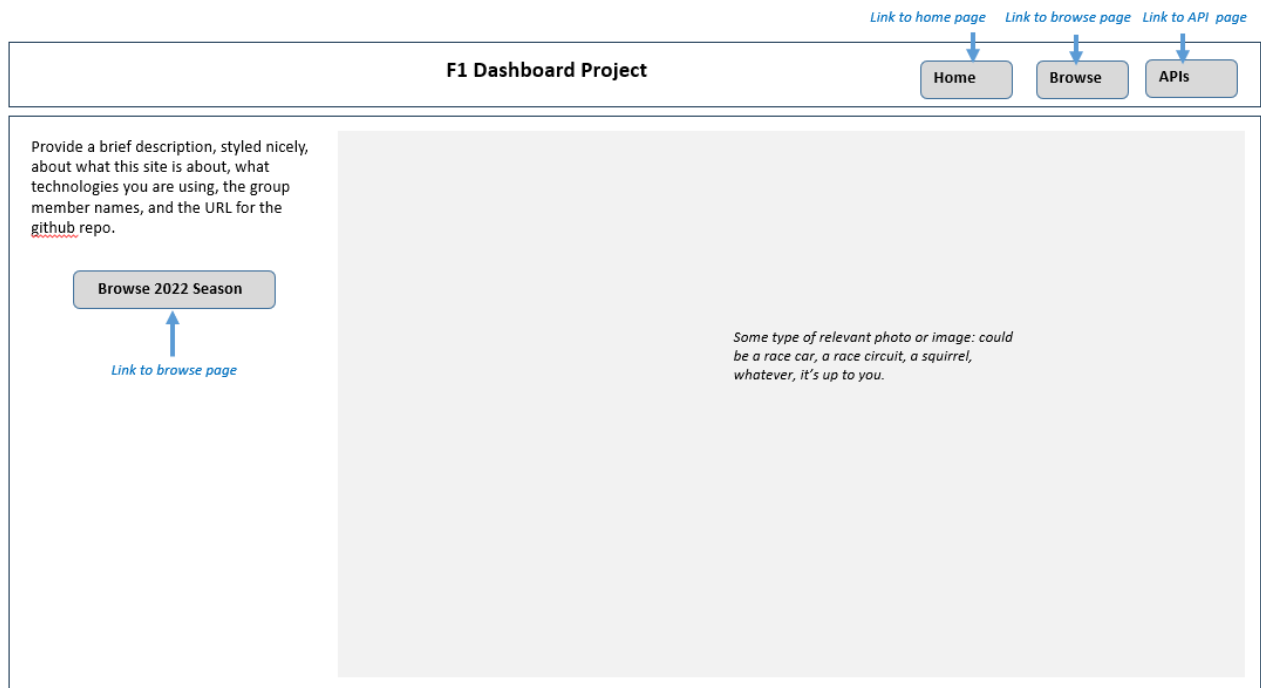 Link to home page Link to browse page Link to API page
F1 Dashboard Project
Home
Browse
APIs
Provide a brief description, styled nicely,
about what this site is about, what
technologies you are using, the group
member names, and the URL for the
github repo.
Browse 2022 Season
Link to browse page
Some type of relevant photo or image: could
be a race car, a race circuit, a squirrel,
whatever, it's up to you.